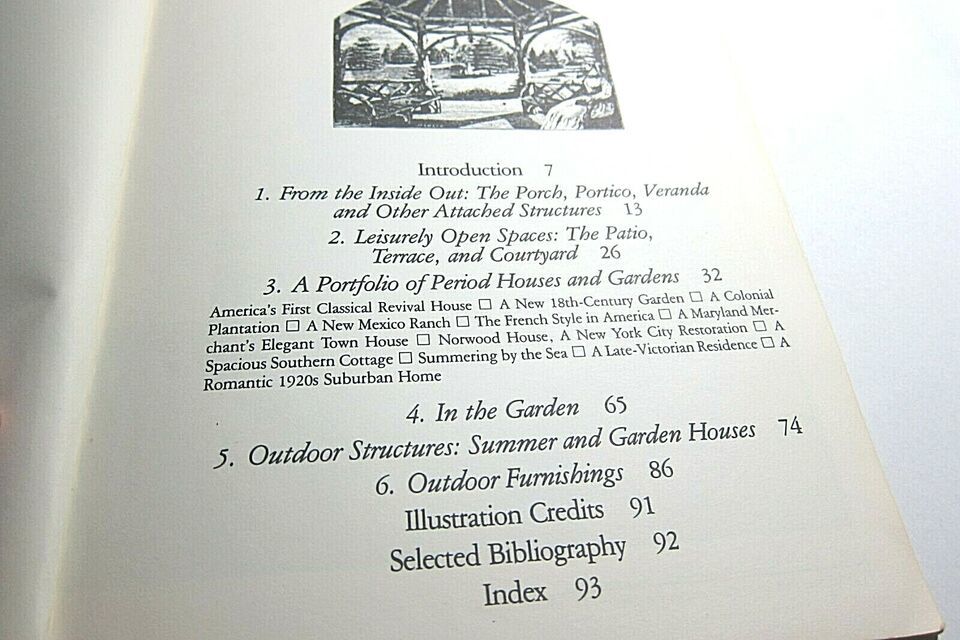 Introduction 7
1. From the Inside Out: The Porch, Portico, Veranda
and Other Attached Structures 13
2. Leisurely Open Spaces: The Patio,
Terrace, and Courtyard 26
3. A Portfolio of Period Houses and Gardens 32
America's First Classical Revival House □ A New 18th-Century Garden □ A Colonial
Plantation □ A New Mexico Ranch □ The French Style in America □ A Maryland Mer-
chant's Elegant Town House □ Norwood House, A New York City Restoration □ A
Spacious Southern Cottage □ Summering by the Sea □ A Late-Victorian Residence □ A
Romantic 1920s Suburban Home
4. In the Garden 65
5. Outdoor Structures: Summer and Garden Houses 74
6. Outdoor Furnishings 86
Illustration Credits 91
Selected Bibliography 92
Index 93